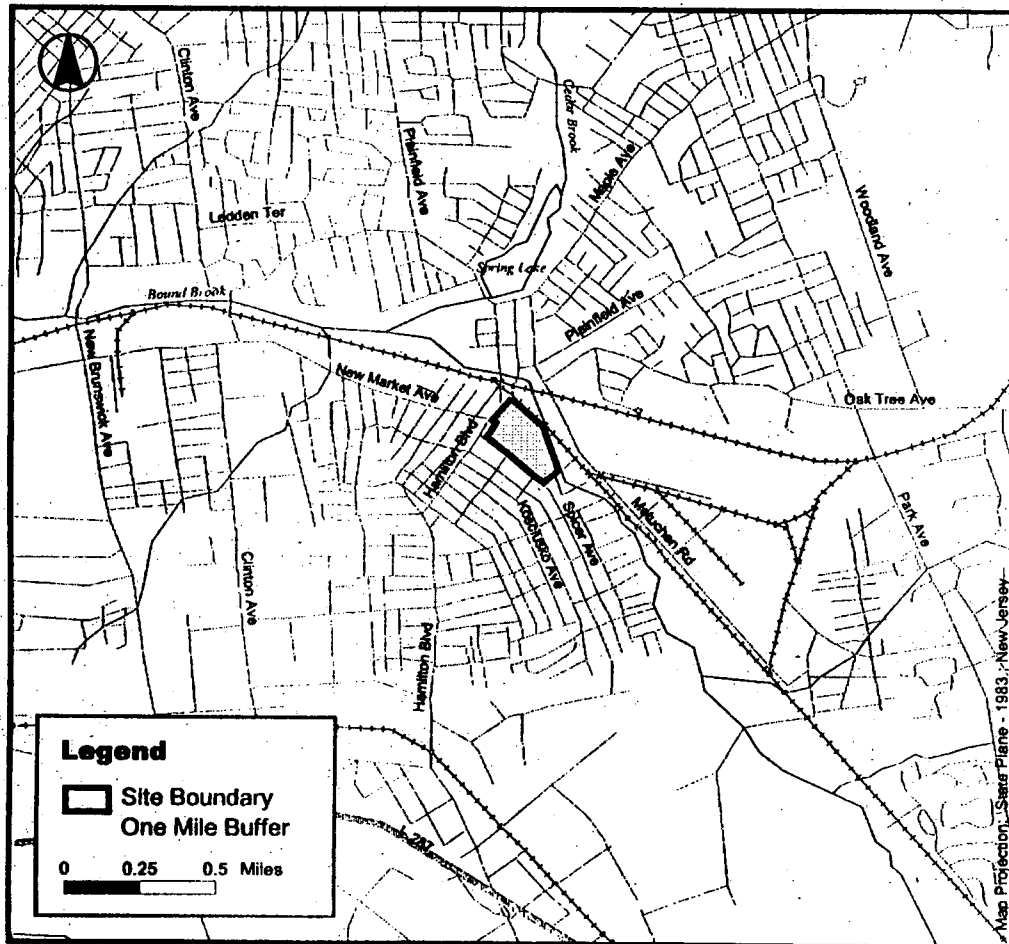 Clinton Ave
Cedar Brook
Plainfield Ave
Maple Ave
Woodland Ave
Ledden Ter
Spring Lake
Bound Brook
Plainfield Ave
New Brunswick Ave
New Market Ave
Oak Tree Ave
Hamilton Blvd
Park Ave
Kosciusko Ave
Spicer Ave
Metuchen Rd
Clinton Ave
Hamilton Blvd
I-287
Legend
Site Boundary
One Mile Buffer
0 0.25 0.5 Miles
Map Projection: State Plane - 1983, New Jersey